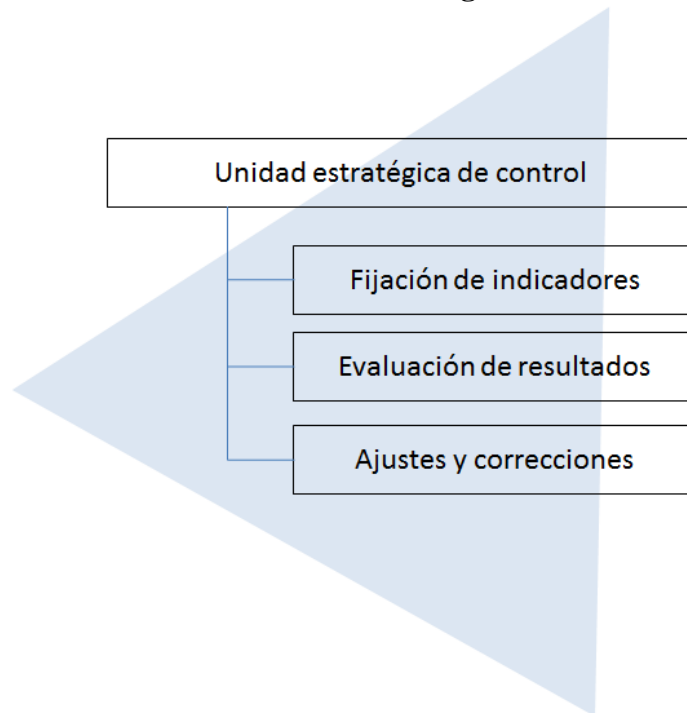 Unidad estratégica de control
Fijación de indicadores
Evaluación de resultados
Ajustes y correcciones